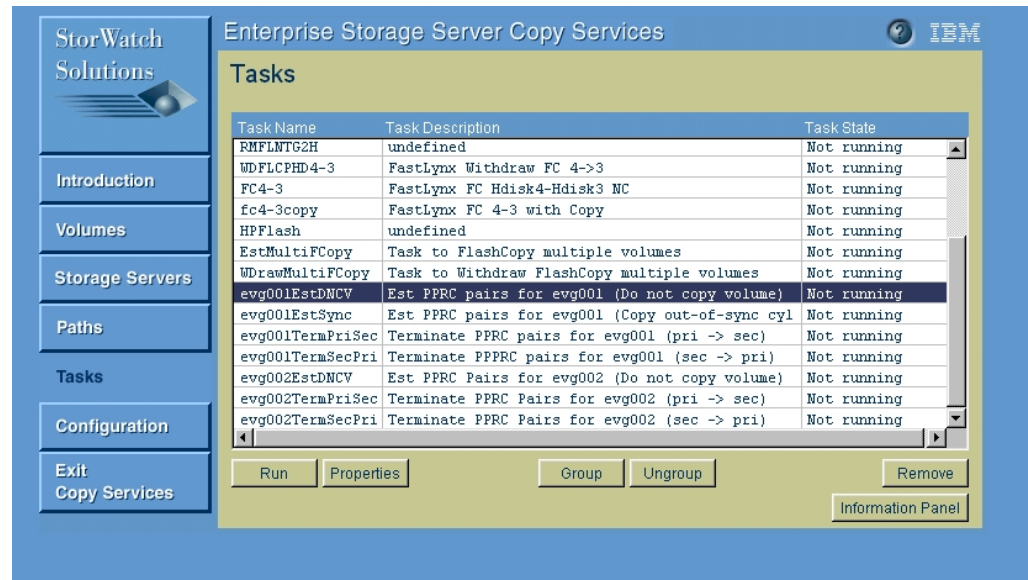 StorWatch
Solutions
Enterprise Storage Server Copy Services
? IBM
Tasks
Task Name Task Description Task State
RMFLNTG2H undefined Not running
WDFLCPHD4-3 FastLynx Withdraw FC 4->3 Not running
FC4-3 FastLynx FC Hdisk4-Hdisk3 NC Not running
fc4-3copy FastLynx FC 4-3 with Copy Not running
HPFlash undefined Not running
EstMultiFCopy Task to FlashCopy multiple volumes Not running
WDrawMultiFCopy Task to Withdraw FlashCopy multiple volumes Not running
evg001EstDNCV Est PPRC pairs for evg001 (Do not copy volume) Not running
evg001EstSync Est PPRC pairs for evg001 (Copy out-of-sync cyl Not running
evg001TermPriSec Terminate PPRC pairs for evg001 (pri -> sec) Not running
evg001TermSecPri Terminate PPPRC pairs for evg001 (sec -> pri) Not running
evg002EstDNCV Est PPRC Pairs for evg002 (Do not copy volume) Not running
evg002TermPriSec Terminate PPRC Pairs for evg002 (pri -> sec) Not running
evg002TermSecPri Terminate PPRC Pairs for evg002 (sec -> pri) Not running
Introduction
Volumes
Storage Servers
Paths
Tasks
Configuration
Exit
Copy Services
Run Properties Group Ungroup Remove
Information Panel